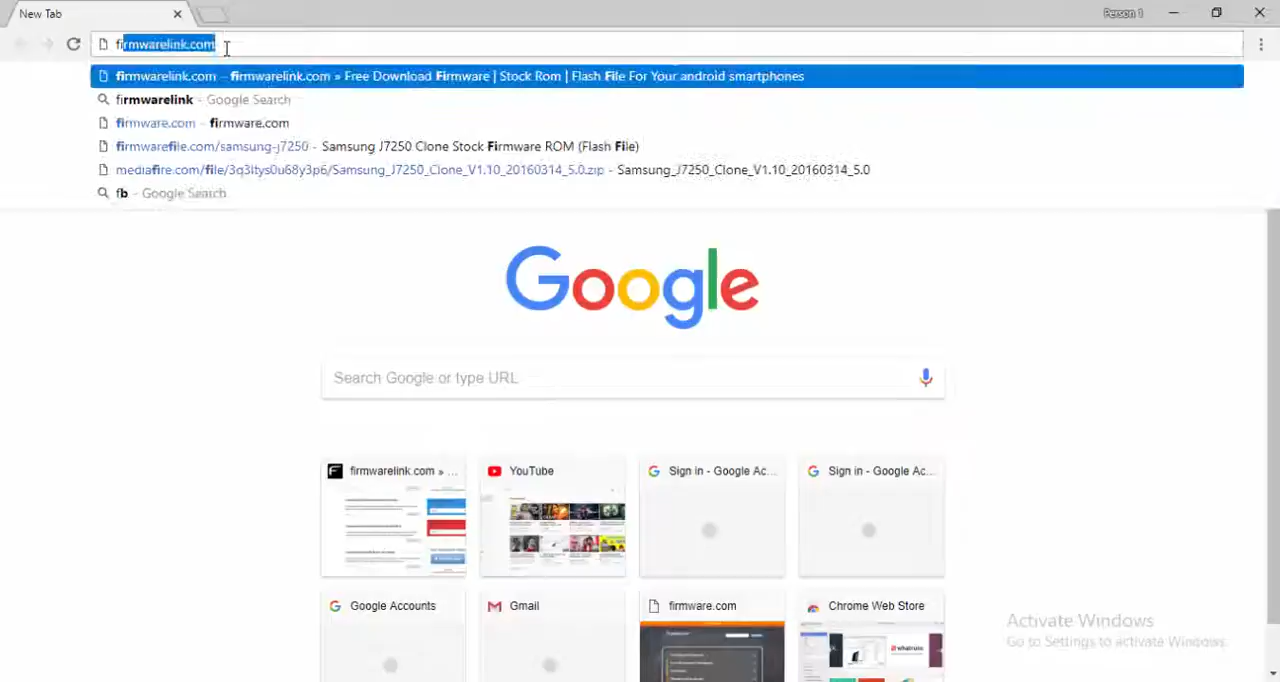 New Tab
Person 1
firmwarelink.com
firmwarelink.com – firmwarelink.com » Free Download Firmware | Stock Rom | Flash File For Your android smartphones
firmwarelink - Google Search
firmware.com - firmware.com
firmwarefile.com/samsung-j7250 - Samsung J7250 Clone Stock Firmware ROM (Flash File)
mediafire.com/file/3q3ltys0u68y3p6/Samsung_J7250_Clone_V1.10_20160314_5.0.zip - Samsung_J7250_Clone_V1.10_20160314_5.0
fb - Google Search
Google
Search Google or type URL
firmwarelink.com » ...
YouTube
Sign in - Google Ac...
Sign in - Google Ac...
Google Accounts
Gmail
firmware.com
Chrome Web Store
Activate Windows
Go to Settings to activate Windows.